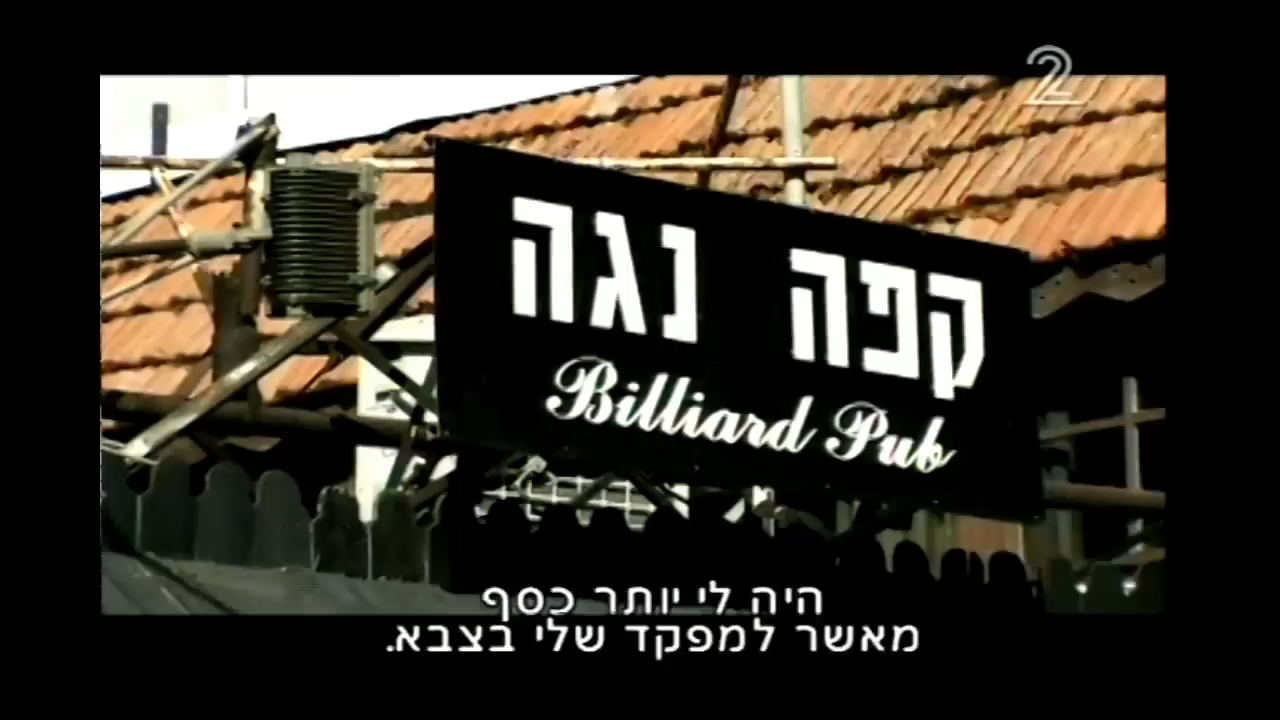 2
קפה נגה
Billiard Pub
היה לי יותר כסף
מאשר למפקד שלי בצבא.